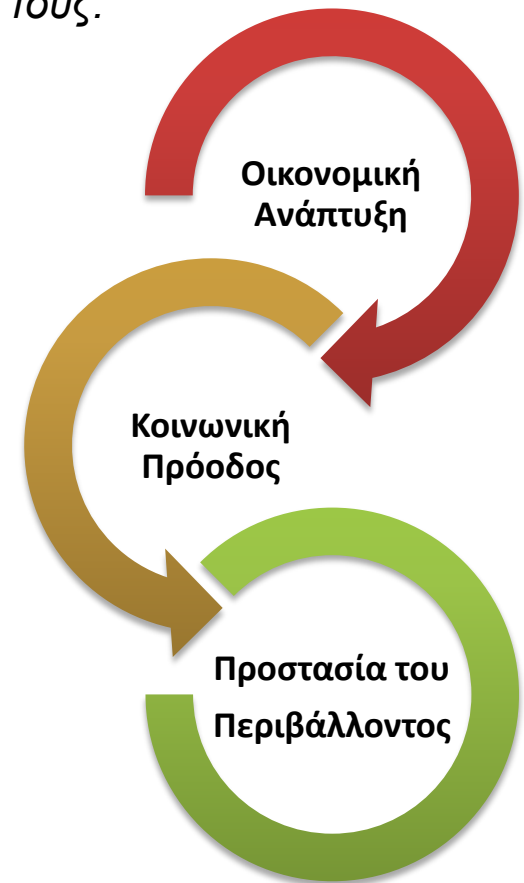 τους.
Οικονομική
Ανάπτυξη
Κοινωνική
Πρόοδος
Προστασία του
Περιβάλλοντος